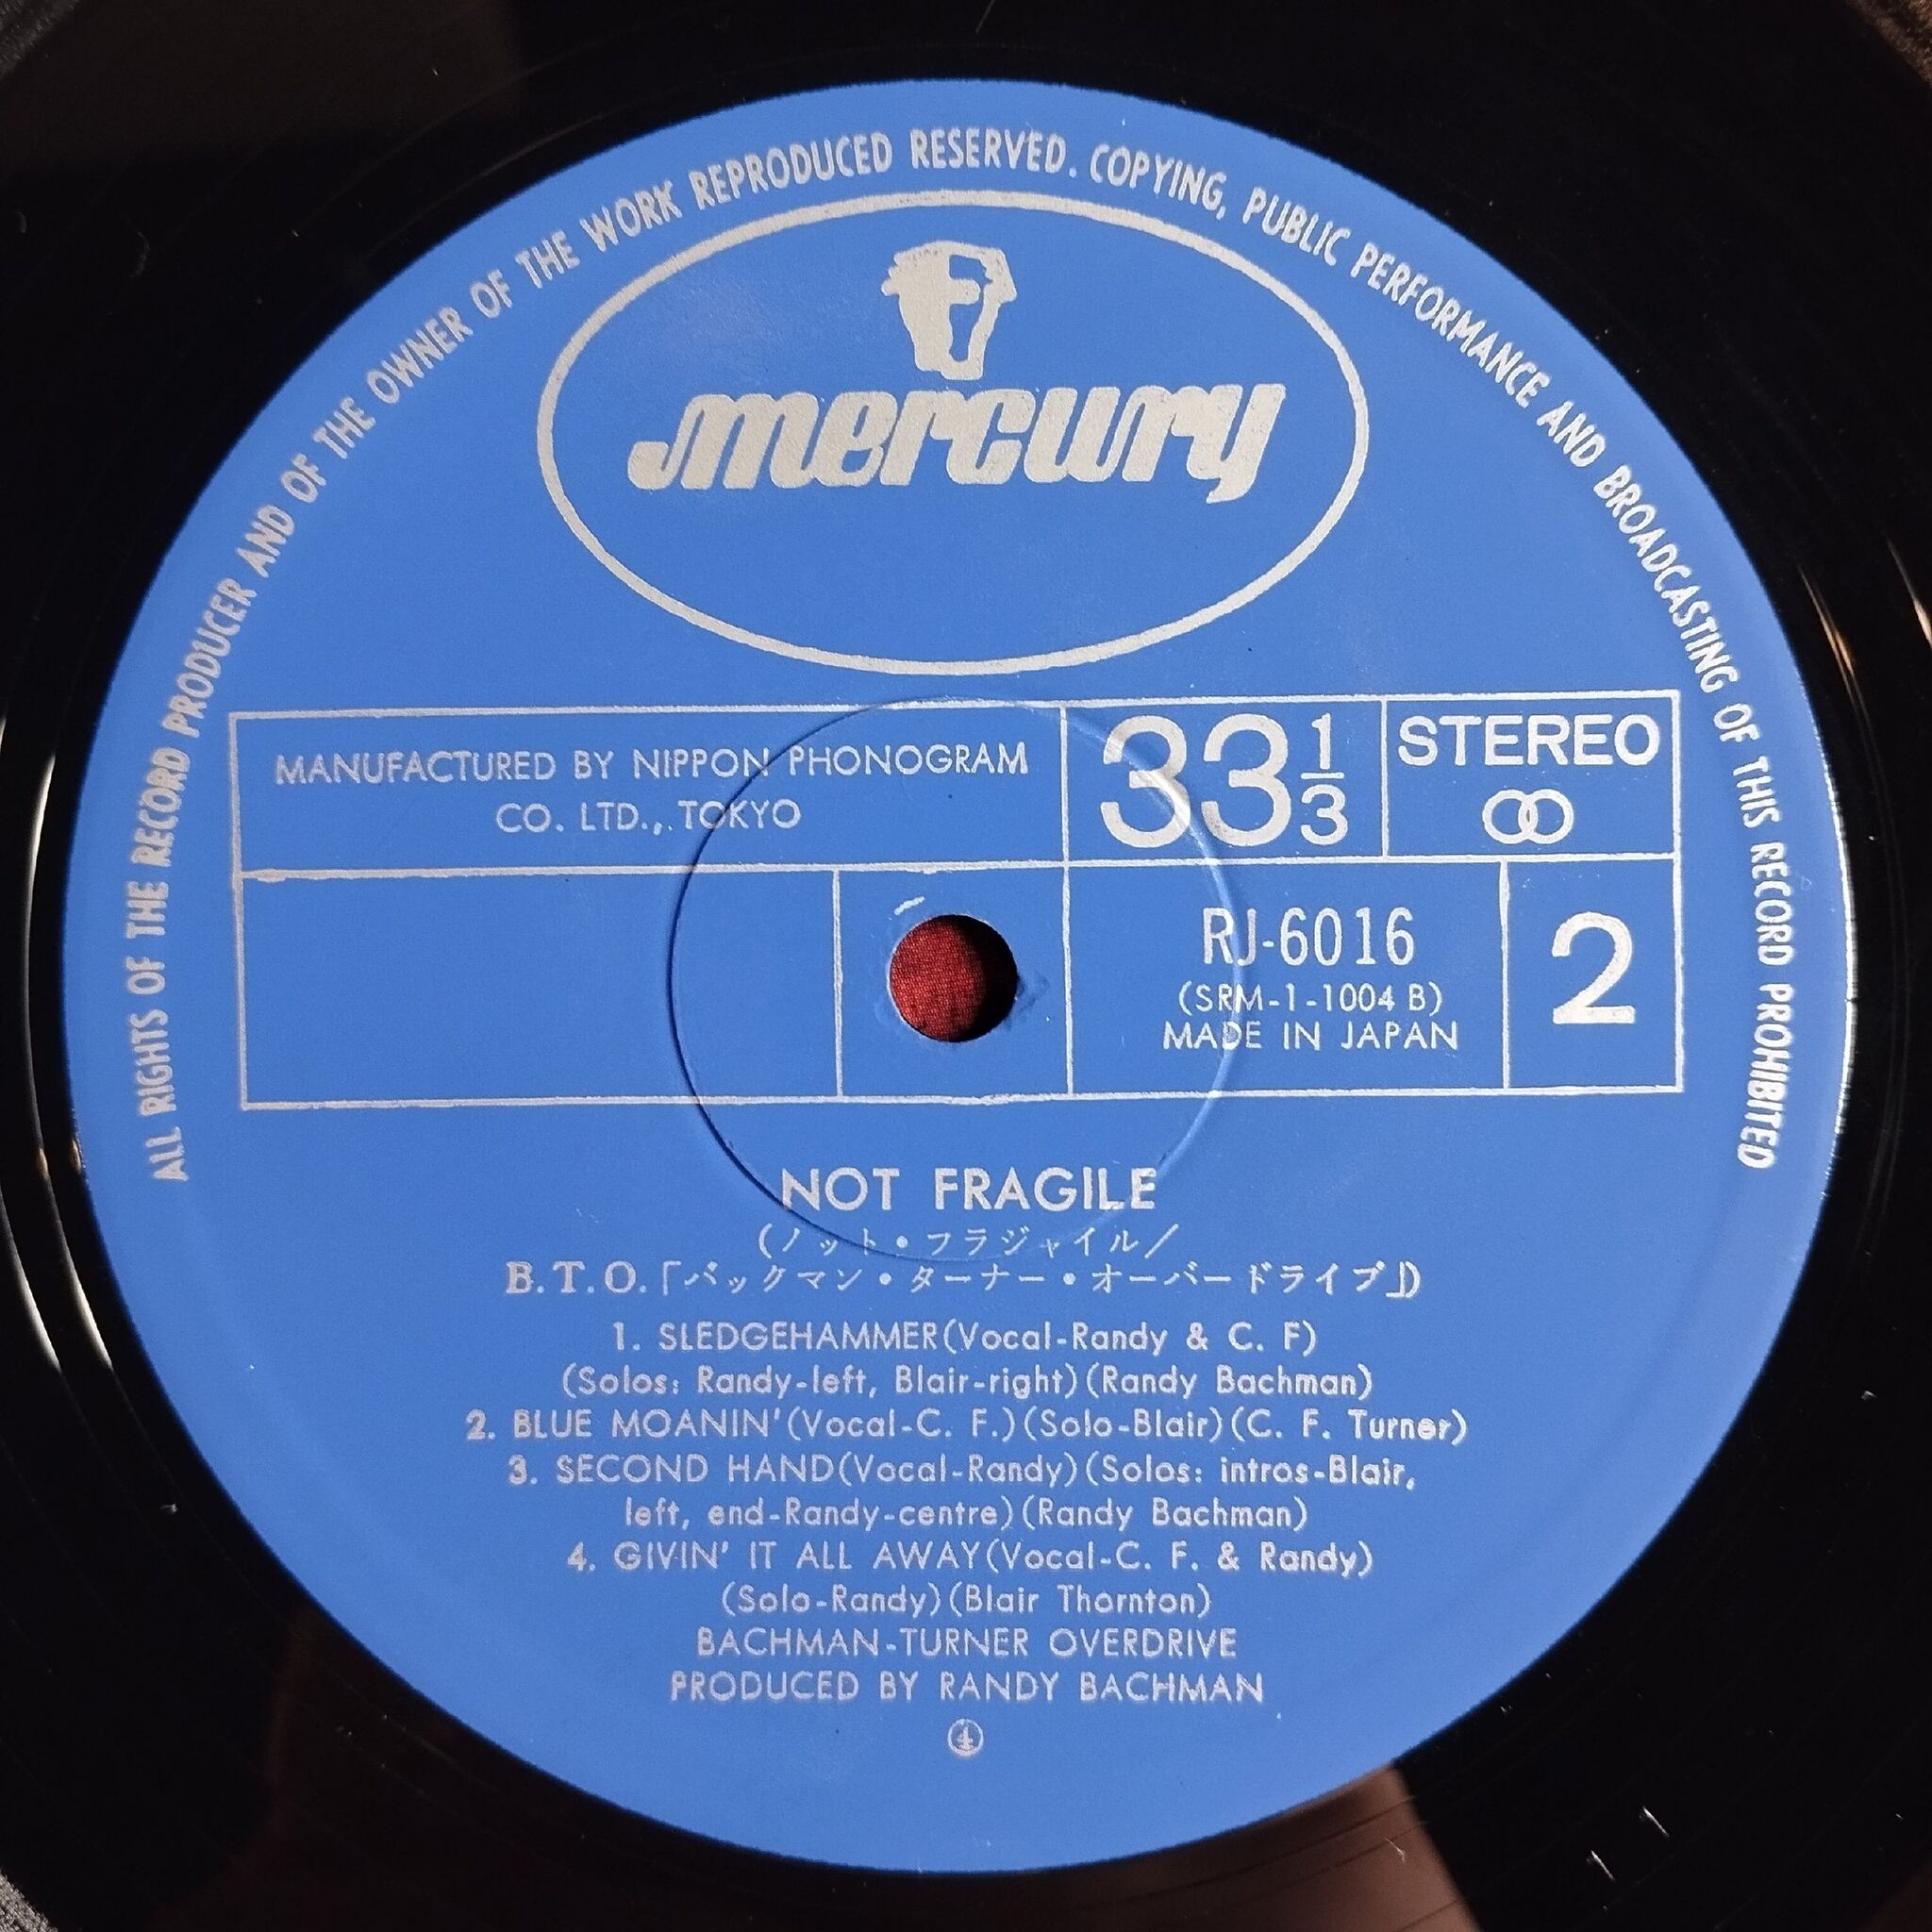 ALL RIGHTS OF THE RECORD PRODUCER AND OF THE OWNER OF THE WORK REPRODUCED RESERVED. COPYING, PUBLIC PERFORMANCE AND BROADCASTING OF THIS RECORD PROHIBITED
mercury
MANUFACTURED BY NIPPON PHONOGRAM
CO. LTD., TOKYO
33 1/3
STEREO
RJ-6016
(SRM-1-1004 B)
MADE IN JAPAN
2
NOT FRAGILE
(ノット・フラジャイル/
B.T.O.「バックマン・ターナー・オーバードライブ」)
1. SLEDGEHAMMER(Vocal-Randy & C. F)
(Solos: Randy-left, Blair-right)(Randy Bachman)
2. BLUE MOANIN'(Vocal-C. F.)(Solo-Blair)(C. F. Turner)
3. SECOND HAND(Vocal-Randy)(Solos: intros-Blair,
left, end-Randy-centre)(Randy Bachman)
4. GIVIN' IT ALL AWAY(Vocal-C. F. & Randy)
(Solo-Randy)(Blair Thornton)
BACHMAN-TURNER OVERDRIVE
PRODUCED BY RANDY BACHMAN
④